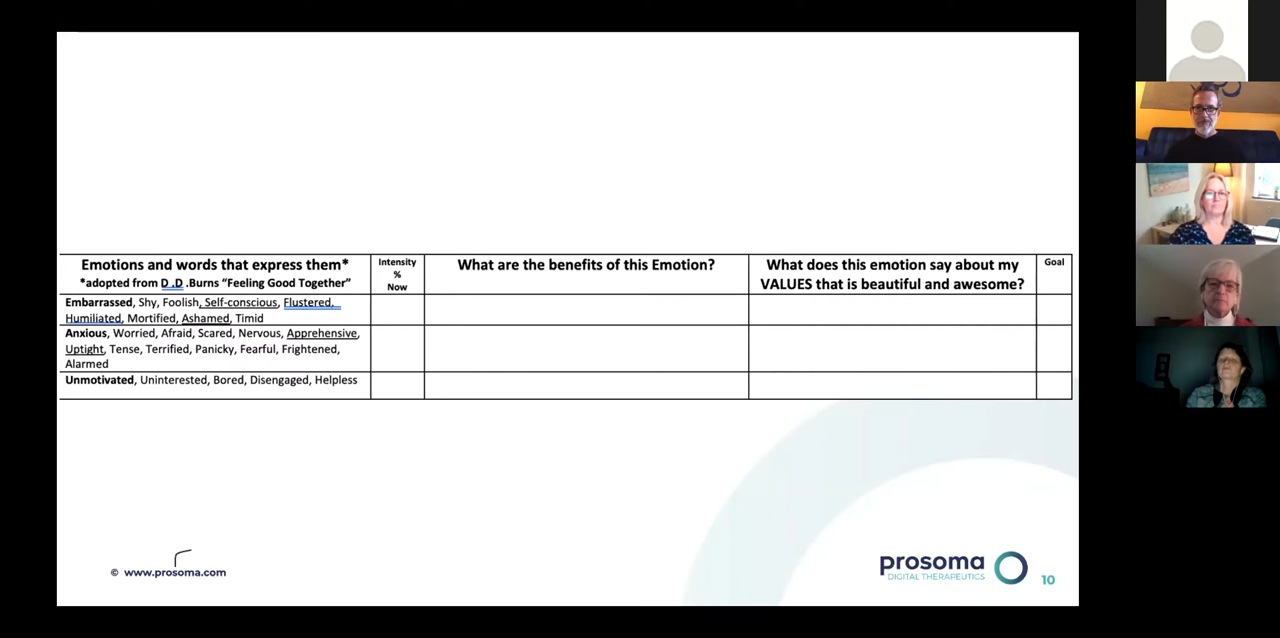 Emotions and words that express them*
*adopted from D .D .Burns “Feeling Good Together”
Intensity
%
Now
What are the benefits of this Emotion?
What does this emotion say about my
VALUES that is beautiful and awesome?
Goal
Embarrassed, Shy, Foolish, Self-conscious, Flustered,
Humiliated, Mortified, Ashamed, Timid
Anxious, Worried, Afraid, Scared, Nervous, Apprehensive,
Uptight, Tense, Terrified, Panicky, Fearful, Frightened,
Alarmed
Unmotivated, Uninterested, Bored, Disengaged, Helpless
© www.prosoma.com
prosoma
DIGITAL THERAPEUTICS
10